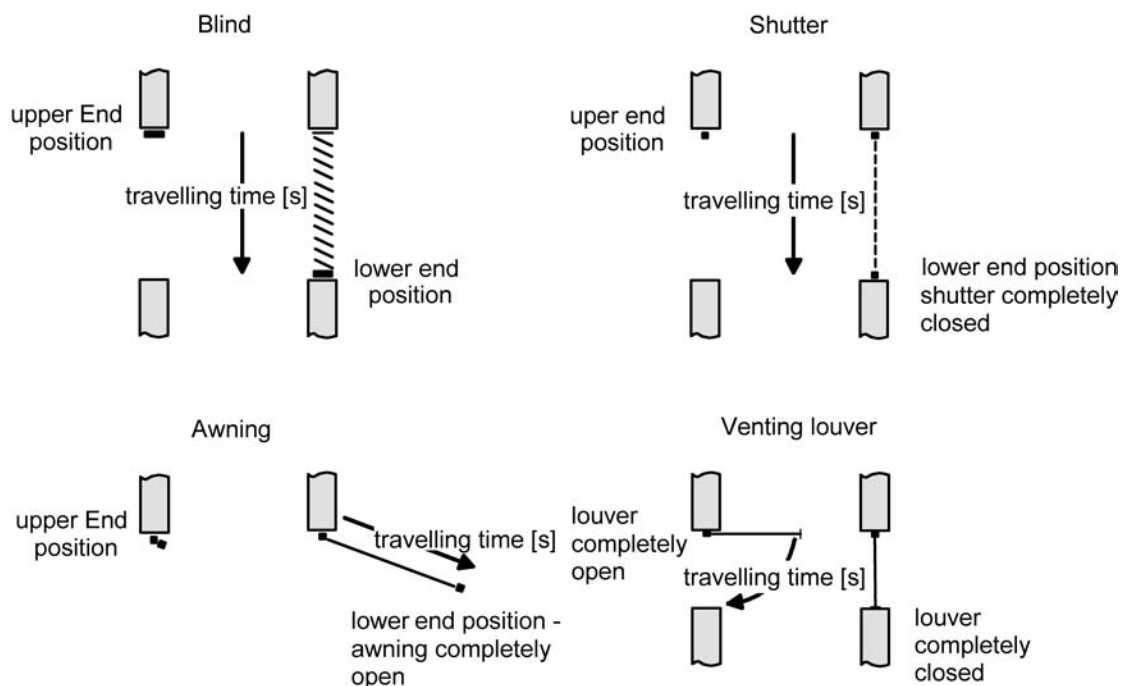 Blind
Shutter
upper End
position
travelling time [s]
lower end
position
uper end
position
travelling time [s]
lower end position
shutter completely
closed
Awning
Venting louver
upper End
position
travelling time [s]
lower end position -
awning completely
open
louver
completely
open
travelling time [s]
louver
completely
closed